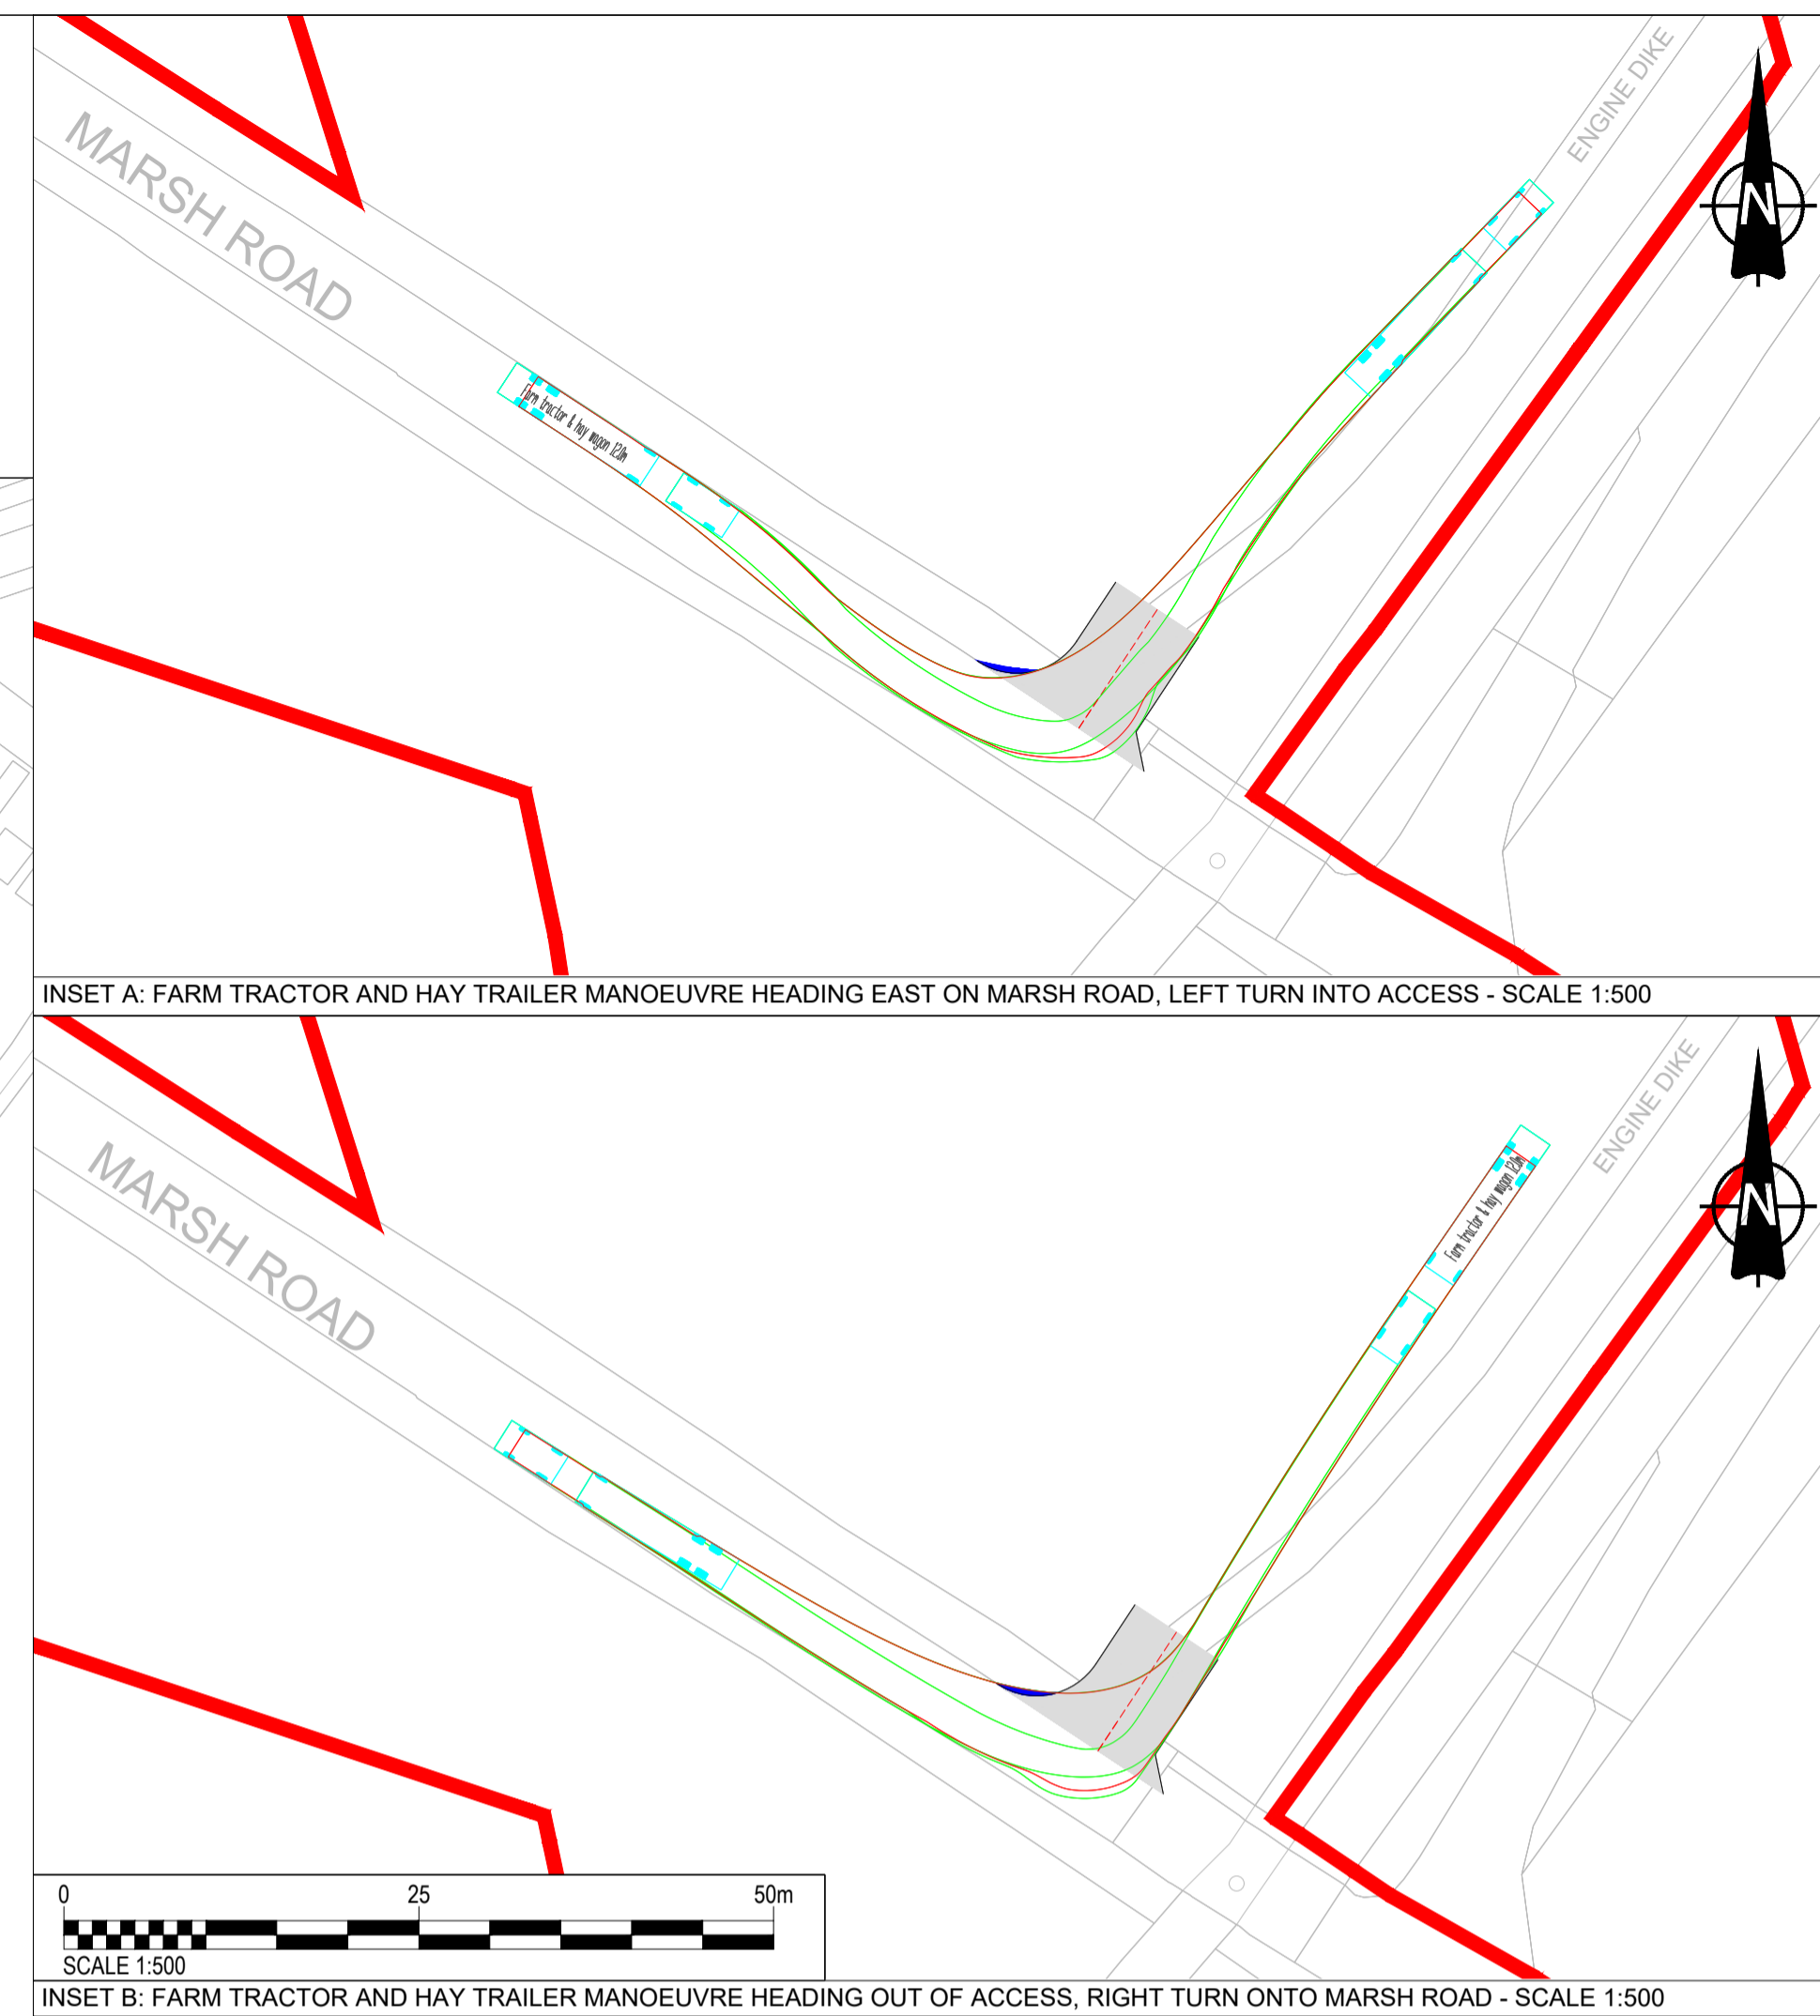 ENGINE DIKE
MARSH ROAD
N
Farm tractor & hay wagon 12.0m
INSET A: FARM TRACTOR AND HAY TRAILER MANOEUVRE HEADING EAST ON MARSH ROAD, LEFT TURN INTO ACCESS - SCALE 1:500
ENGINE DIKE
MARSH ROAD
N
Farm tractor & hay wagon 12.0m
0 25 50m
SCALE 1:500
INSET B: FARM TRACTOR AND HAY TRAILER MANOEUVRE HEADING OUT OF ACCESS, RIGHT TURN ONTO MARSH ROAD - SCALE 1:500